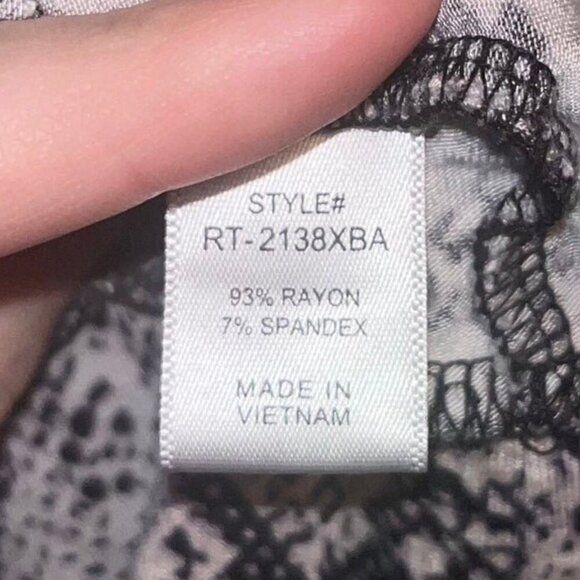 STYLE#
RT-2138XBA
93% RAYON
7% SPANDEX
MADE IN
VIETNAM